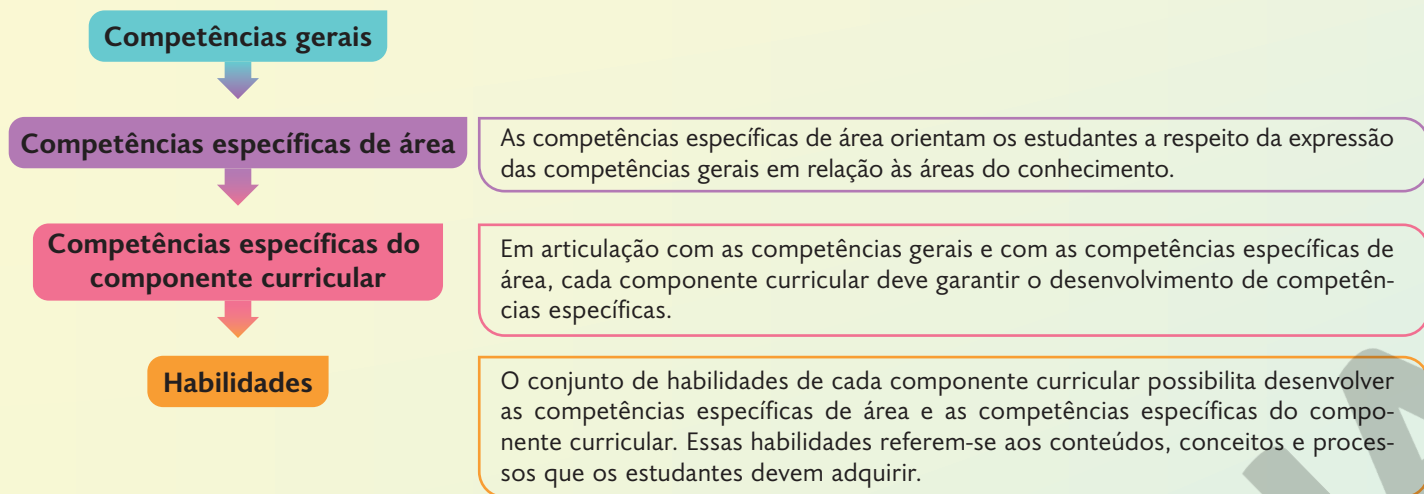 Competências gerais
Competências específicas de área
As competências específicas de área orientam os estudantes a respeito da expressão
das competências gerais em relação às áreas do conhecimento.
Competências específicas do
componente curricular
Em articulação com as competências gerais e com as competências específicas de
área, cada componente curricular deve garantir o desenvolvimento de competên-
cias específicas.
Habilidades
O conjunto de habilidades de cada componente curricular possibilita desenvolver
as competências específicas de área e as competências específicas do compo-
nente curricular. Essas habilidades referem-se aos conteúdos, conceitos e proces-
sos que os estudantes devem adquirir.